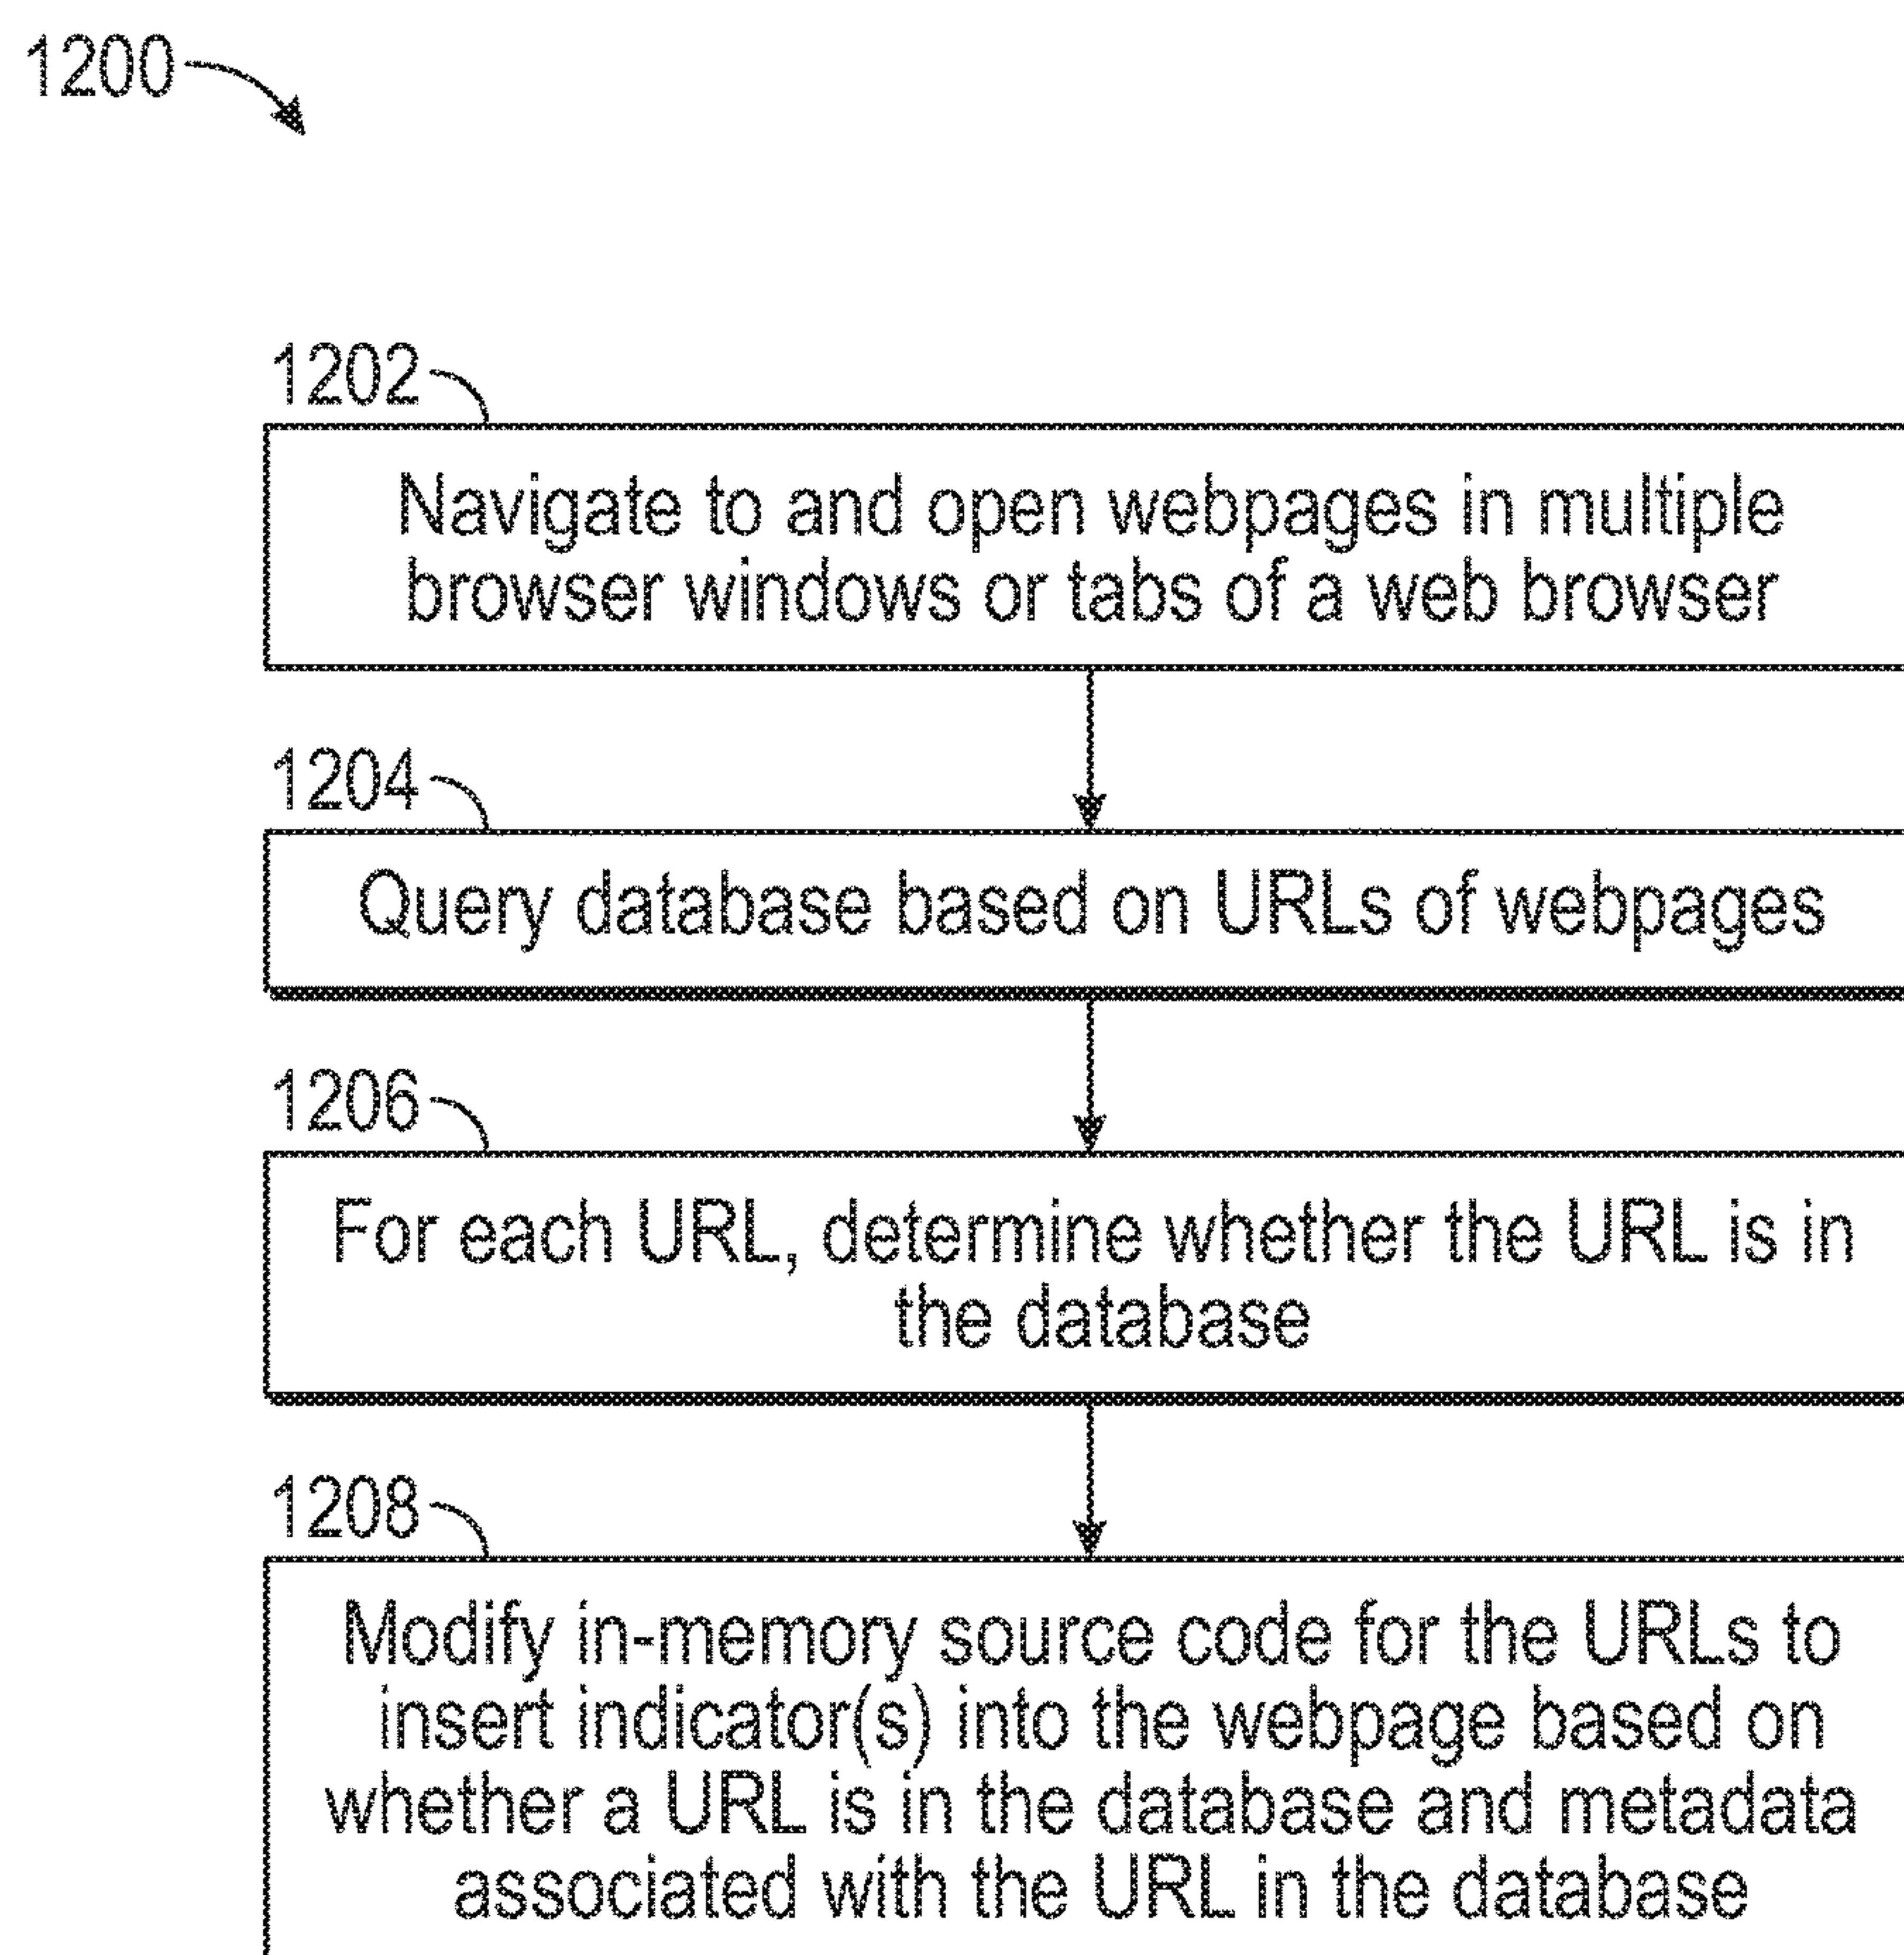 1200
1202
Navigate to and open webpages in multiple
browser windows or tabs of a web browser
1204
Query database based on URLs of webpages
1206
For each URL, determine whether the URL is in
the database
1208
Modify in-memory source code for the URLs to
insert indicator(s) into the webpage based on
whether a URL is in the database and metadata
associated with the URL in the database